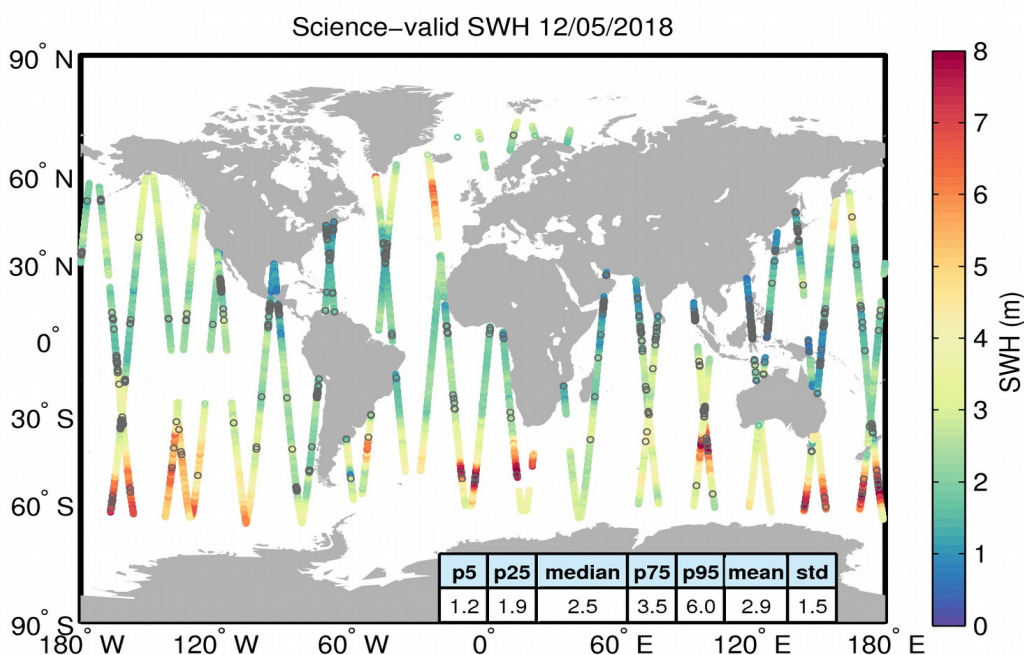 Science−valid SWH 12/05/2018
90° N
60° N
30° N
0°
30° S
60° S
90° S
180° W
120° W
60° W
0°
60° E
120° E
180° E
p5 p25 median p75 p95 mean std
1.2 1.9 2.5 3.5 6.0 2.9 1.5
8
7
6
5
4
3
2
1
0
SWH (m)